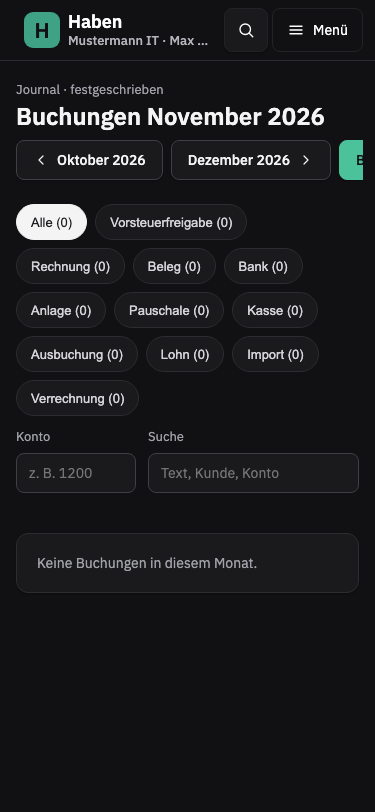 H
Haben
Mustermann IT · Max ...
Menü
Journal · festgeschrieben
Buchungen November 2026
Oktober 2026
Dezember 2026
Alle (0)
Vorsteuerfreigabe (0)
Rechnung (0)
Beleg (0)
Bank (0)
Anlage (0)
Pauschale (0)
Kasse (0)
Ausbuchung (0)
Lohn (0)
Import (0)
Verrechnung (0)
Konto
Suche
z. B. 1200
Text, Kunde, Konto
Keine Buchungen in diesem Monat.